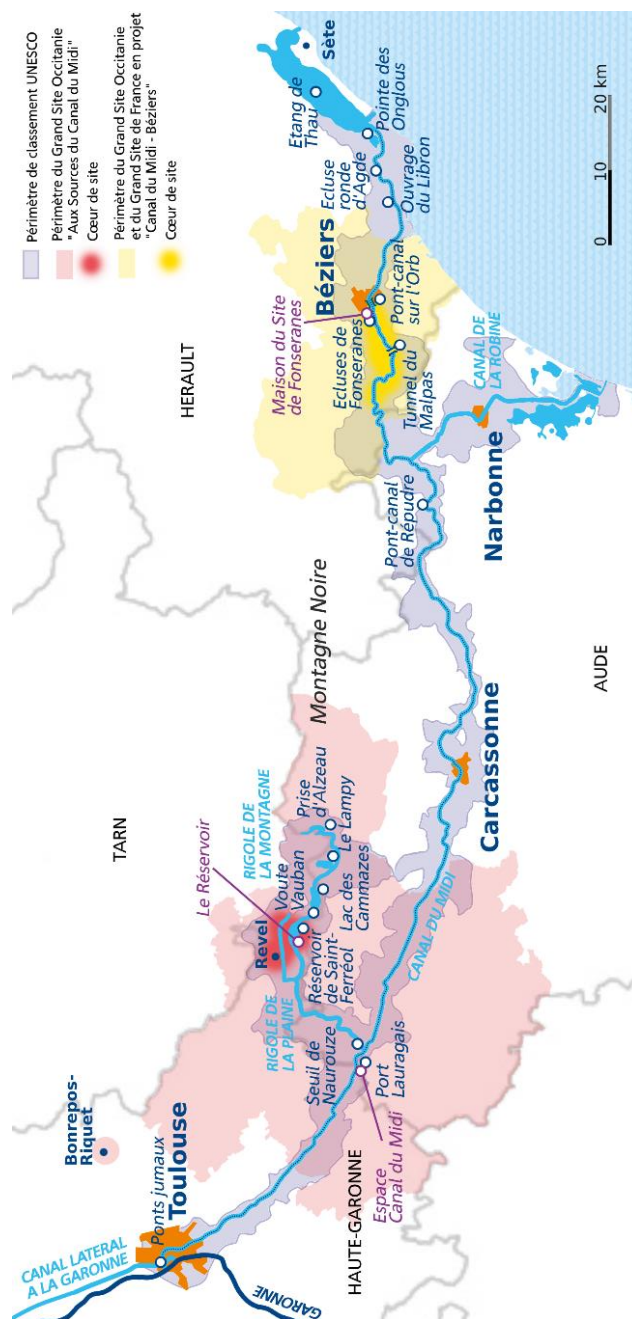 Périmètre de classement UNESCO
Périmètre du Grand Site Occitanie
"Aux Sources du Canal du Midi"
Cœur de site
Périmètre du Grand Site Occitanie
et du Grand Site de France en projet
"Canal du Midi - Béziers"
Cœur de site
CANAL LATERAL
A LA GARONNE
GARONNE
Ponts jumaux
Toulouse
Bonrepos-
Riquet
HAUTE-GARONNE
Espace
Canal du Midi
Port
Lauragais
Seuil de
Naurouze
RIGOLE DE
LA PLAINE
Revel
Le Réservoir
Réservoir
de Saint-
Ferréol
Voute
Vauban
Lac des
Cammazes
RIGOLE DE
LA MONTAGNE
Prise
d'Alzeau
Le Lampy
TARN
Montagne Noire
CANAL DU MIDI
Carcassonne
AUDE
HERAULT
Pont-canal
de Répudre
Narbonne
CANAL DE
LA ROBINE
Tunnel du
Malpas
Ecluses de
Fonseranes
Maison du Site
de Fonseranes
Béziers
Pont-canal
sur l'Orb
Ouvrage
du Libron
Ecluse
ronde
d'Agde
Pointe des
Onglous
Etang de
Thau
Sète
0
10
20 km